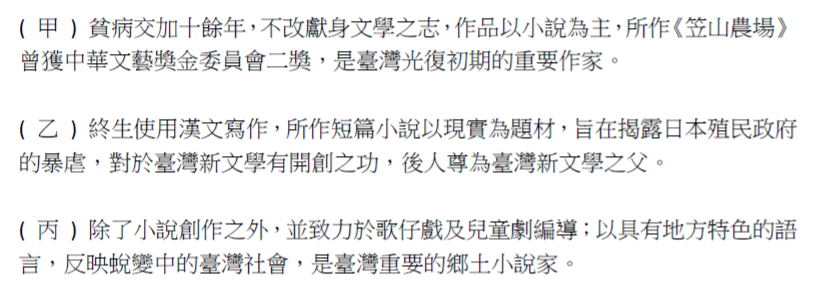 ( 甲 ) 貧病交加十餘年，不改獻身文學之志，作品以小說為主，所作《笠山農場》
曾獲中華文藝獎金委員會二獎，是臺灣光復初期的重要作家。
( 乙 ) 終生使用漢文寫作，所作短篇小說以現實為題材，旨在揭露日本殖民政府
的暴虐，對於臺灣新文學有開創之功，後人尊為臺灣新文學之父。
( 丙 ) 除了小說創作之外，並致力於歌仔戲及兒童劇編導；以具有地方特色的語
言，反映蛻變中的臺灣社會，是臺灣重要的鄉土小說家。